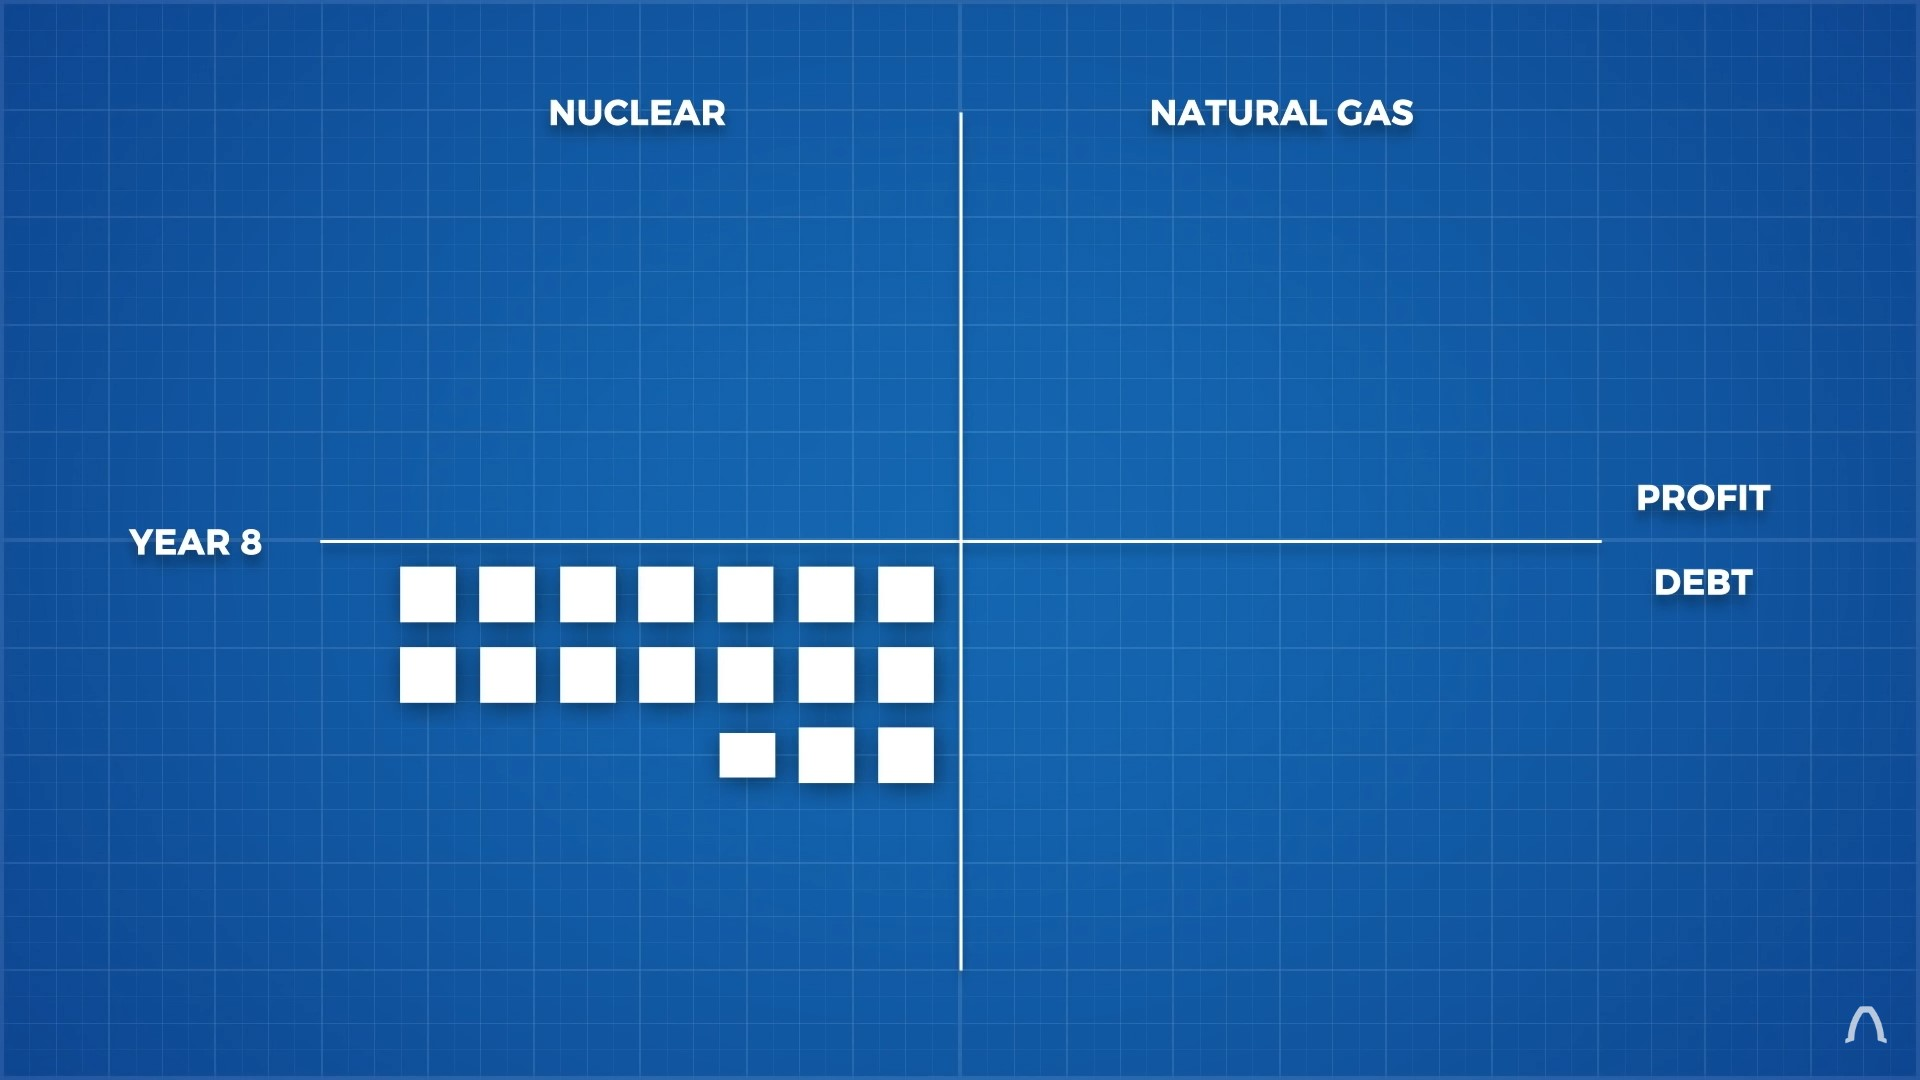 NUCLEAR
NATURAL GAS
PROFIT
YEAR 8
DEBT